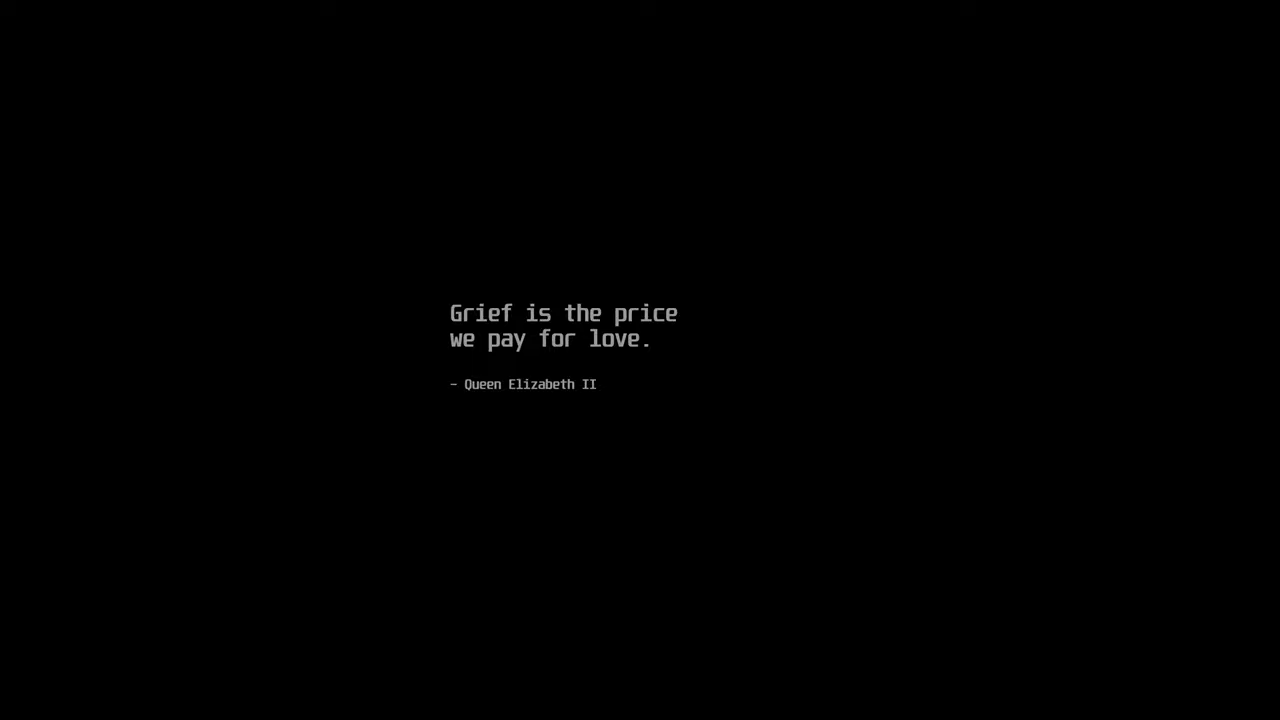 Grief is the price
we pay for love.
- Queen Elizabeth II